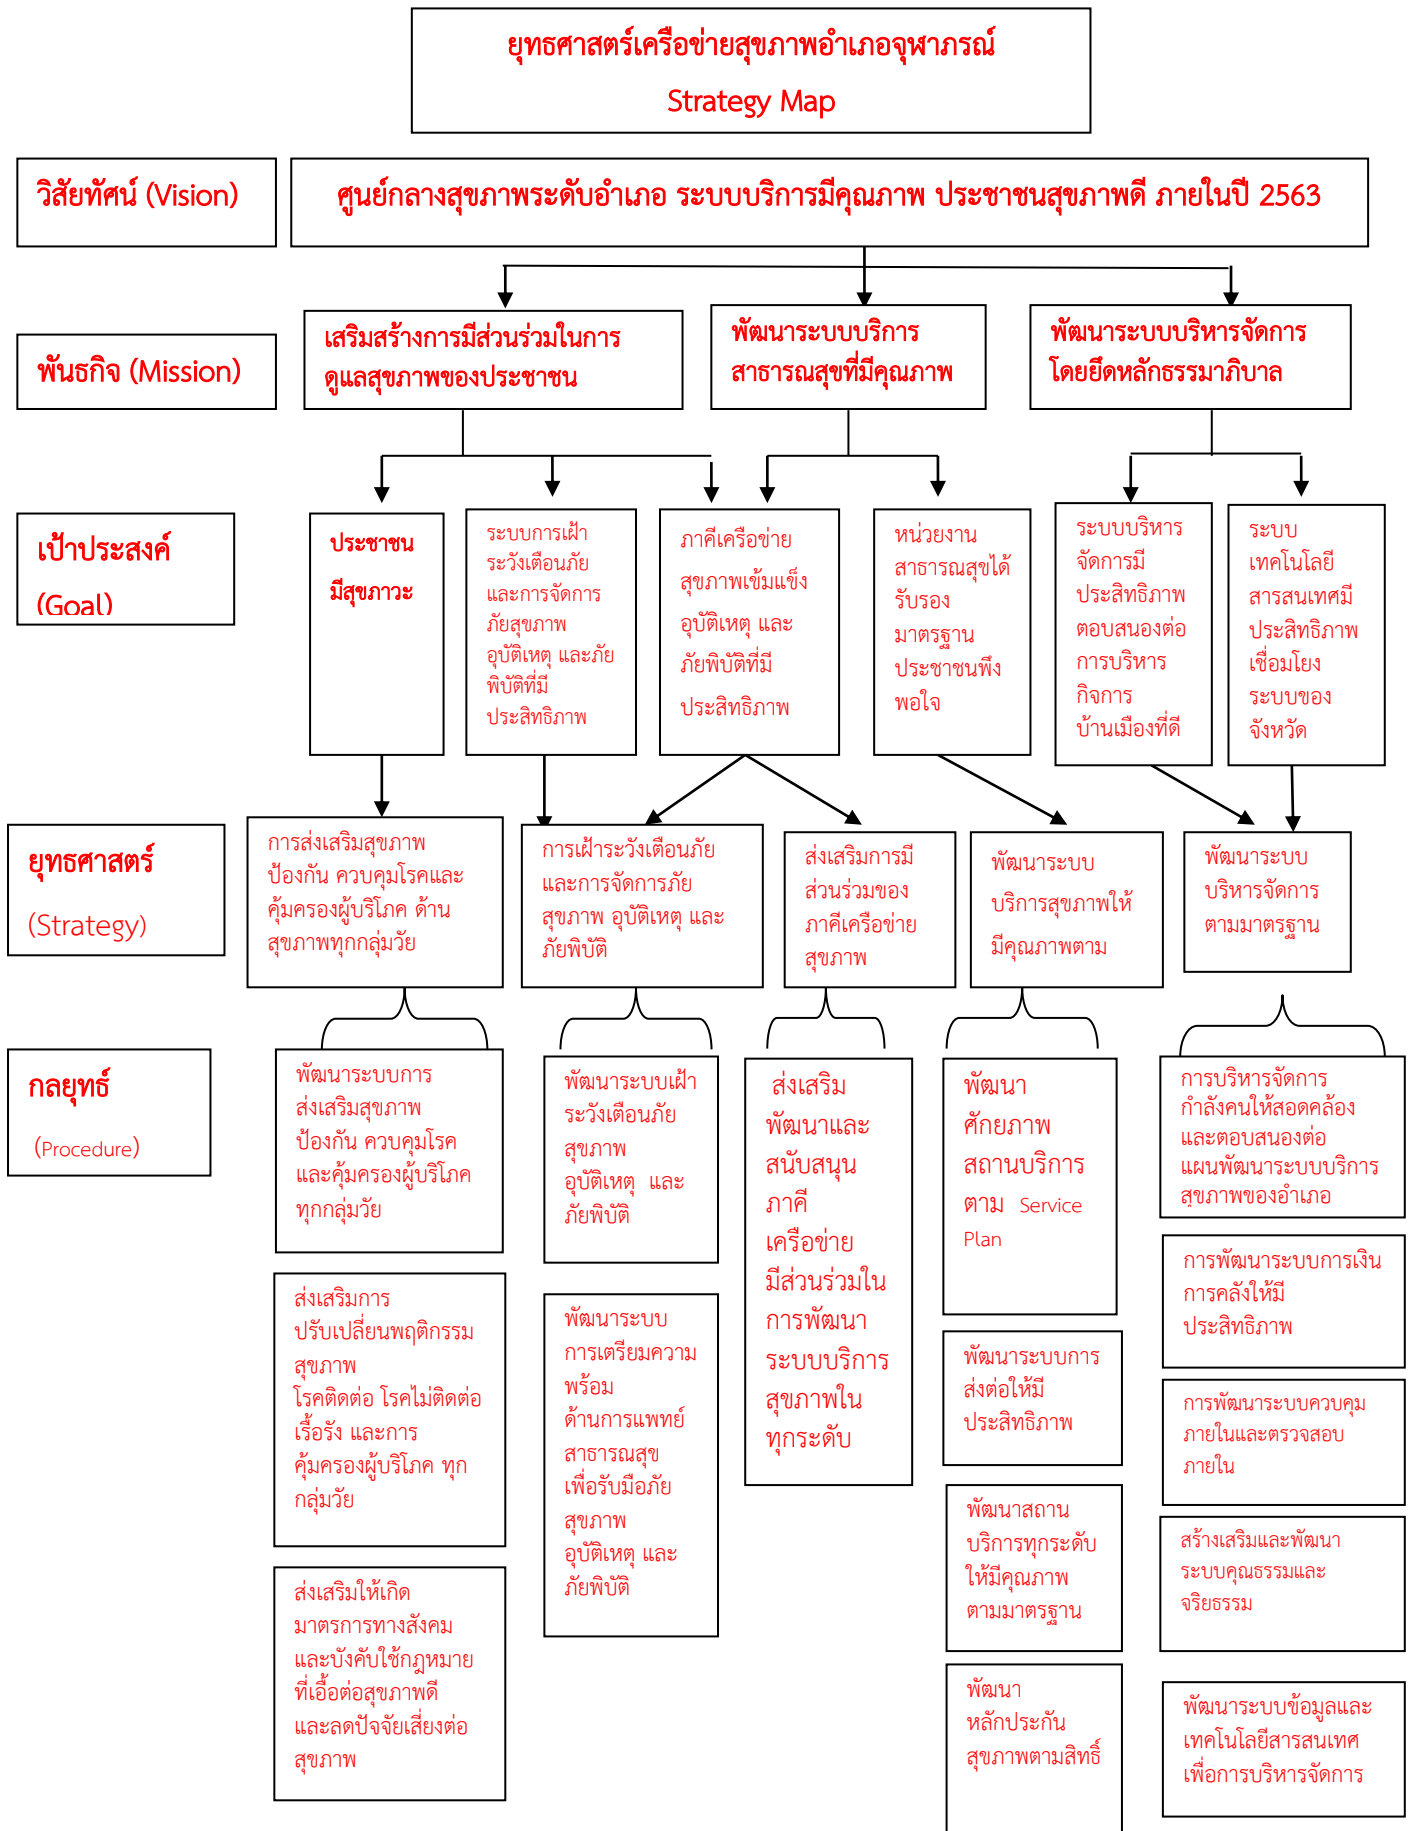 ยุทธศาสตร์เครือข่ายสุขภาพอำเภอจุฬาภรณ์
Strategy Map
วิสัยทัศน์ (Vision)
ศูนย์กลางสุขภาพระดับอำเภอ ระบบบริการมีคุณภาพ ประชาชนสุขภาพดี ภายในปี 2563
พันธกิจ (Mission)
เสริมสร้างการมีส่วนร่วมในการ
ดูแลสุขภาพของประชาชน
พัฒนาระบบบริการ
สาธารณสุขที่มีคุณภาพ
พัฒนาระบบบริหารจัดการ
โดยยึดหลักธรรมาภิบาล
เป้าประสงค์
(Goal)
ประชาชน
มีสุขภาวะ
ระบบการเฝ้า
ระวังเตือนภัย
และการจัดการ
ภัยสุขภาพ
อุบัติเหตุ และภัย
พิบัติที่มี
ประสิทธิภาพ
ภาคีเครือข่าย
สุขภาพเข้มแข็ง
อุบัติเหตุ และ
ภัยพิบัติที่มี
ประสิทธิภาพ
หน่วยงาน
สาธารณสุขได้
รับรอง
มาตรฐาน
ประชาชนพึง
พอใจ
ระบบบริหาร
จัดการมี
ประสิทธิภาพ
ตอบสนองต่อ
การบริหาร
กิจการ
บ้านเมืองที่ดี
ระบบ
เทคโนโลยี
สารสนเทศมี
ประสิทธิภาพ
เชื่อมโยง
ระบบของ
จังหวัด
ยุทธศาสตร์
(Strategy)
การส่งเสริมสุขภาพ
ป้องกัน ควบคุมโรคและ
คุ้มครองผู้บริโภค ด้าน
สุขภาพทุกกลุ่มวัย
การเฝ้าระวังเตือนภัย
และการจัดการภัย
สุขภาพ อุบัติเหตุ และ
ภัยพิบัติ
ส่งเสริมการมี
ส่วนร่วมของ
ภาคีเครือข่าย
สุขภาพ
พัฒนาระบบ
บริการสุขภาพให้
มีคุณภาพตาม
พัฒนาระบบ
บริหารจัดการ
ตามมาตรฐาน
กลยุทธ์
(Procedure)
พัฒนาระบบการ
ส่งเสริมสุขภาพ
ป้องกัน ควบคุมโรค
และคุ้มครองผู้บริโภค
ทุกกลุ่มวัย
ส่งเสริมการ
ปรับเปลี่ยนพฤติกรรม
สุขภาพ
โรคติดต่อ โรคไม่ติดต่อ
เรื้อรัง และการ
คุ้มครองผู้บริโภค ทุก
กลุ่มวัย
ส่งเสริมให้เกิด
มาตรการทางสังคม
และบังคับใช้กฎหมาย
ที่เอื้อต่อสุขภาพดี
และลดปัจจัยเสี่ยงต่อ
สุขภาพ
พัฒนาระบบเฝ้า
ระวังเตือนภัย
สุขภาพ
อุบัติเหตุ และ
ภัยพิบัติ
พัฒนาระบบ
การเตรียมความ
พร้อม
ด้านการแพทย์
สาธารณสุข
เพื่อรับมือภัย
สุขภาพ
อุบัติเหตุ และ
ภัยพิบัติ
ส่งเสริม
พัฒนาและ
สนับสนุน
ภาคี
เครือข่าย
มีส่วนร่วมใน
การพัฒนา
ระบบบริการ
สุขภาพใน
ทุกระดับ
พัฒนา
ศักยภาพ
สถานบริการ
ตาม Service
Plan
พัฒนาระบบการ
ส่งต่อให้มี
ประสิทธิภาพ
พัฒนาสถาน
บริการทุกระดับ
ให้มีคุณภาพ
ตามมาตรฐาน
พัฒนา
หลักประกัน
สุขภาพตามสิทธิ์
การบริหารจัดการ
กำลังคนให้สอดคล้อง
และตอบสนองต่อ
แผนพัฒนาระบบบริการ
สุขภาพของอำเภอ
การพัฒนาระบบการเงิน
การคลังให้มี
ประสิทธิภาพ
การพัฒนาระบบควบคุม
ภายในและตรวจสอบ
ภายใน
สร้างเสริมและพัฒนา
ระบบคุณธรรมและ
จริยธรรม
พัฒนาระบบข้อมูลและ
เทคโนโลยีสารสนเทศ
เพื่อการบริหารจัดการ